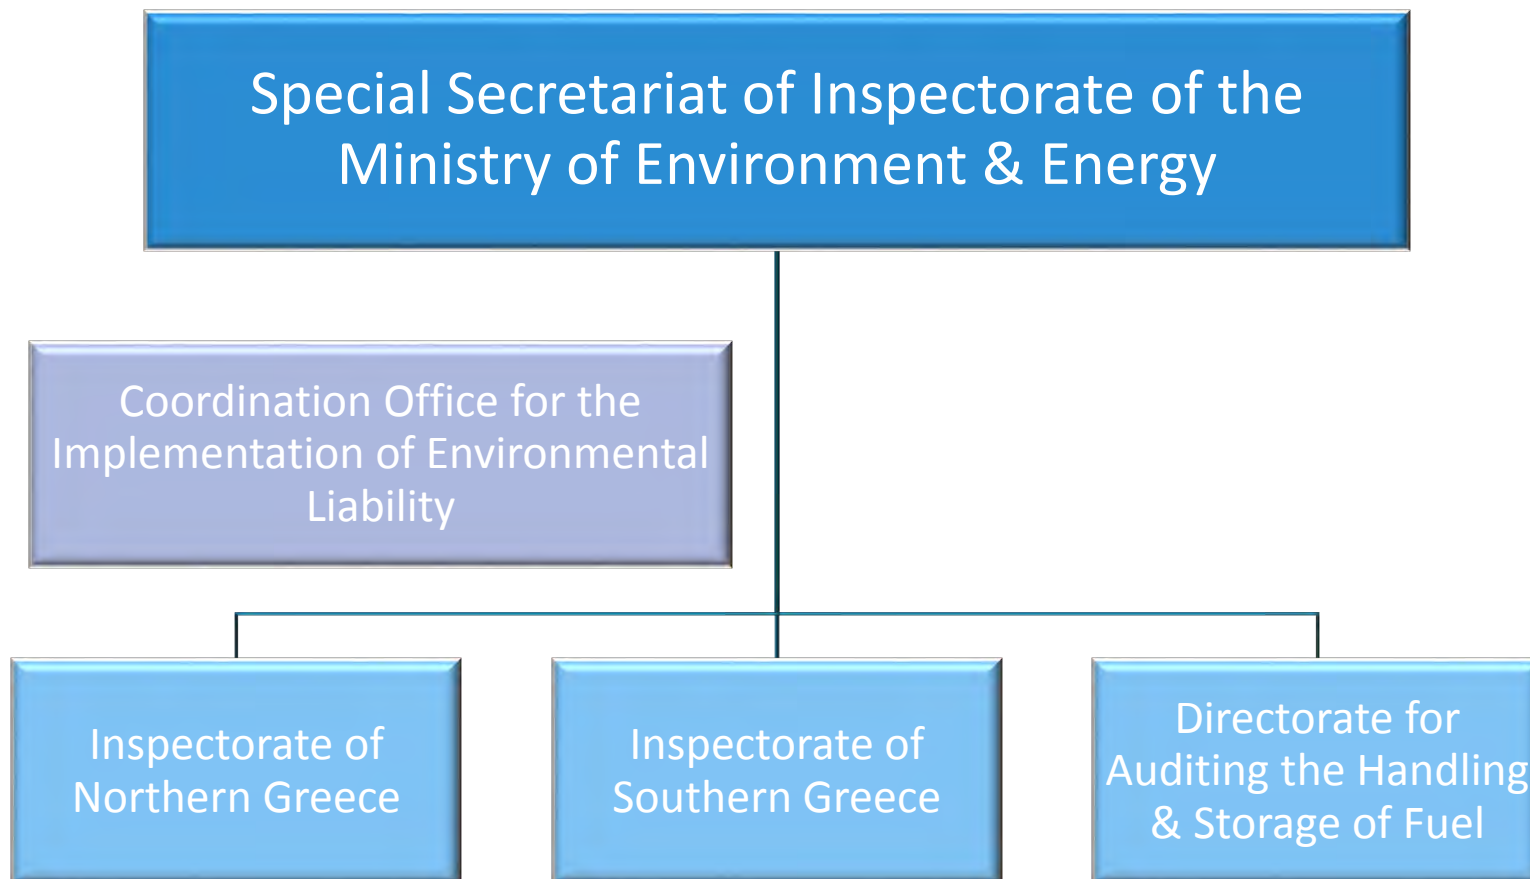 Special Secretariat of Inspectorate of the
Ministry of Environment & Energy
Coordination Office for the
Implementation of Environmental
Liability
Inspectorate of
Northern Greece
Inspectorate of
Southern Greece
Directorate for
Auditing the Handling
& Storage of Fuel